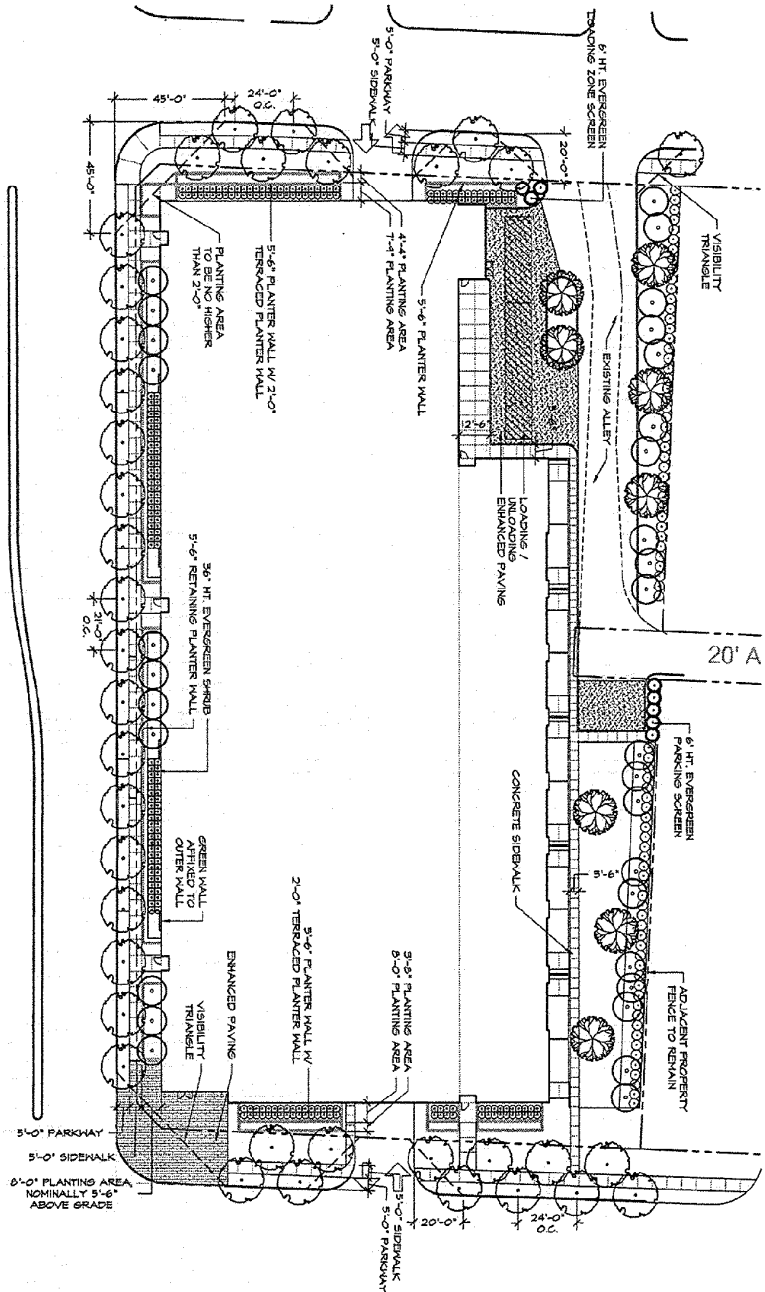 5'-0" PARKWAY
5'-0" SIDEWALK
6' HT. EVERGREEN
LOADING ZONE SCREEN
45'-0"
24'-0"
O.C.
20'-0"
45'-0"
VISIBILITY
TRIANGLE
PLANTING AREA
TO BE NO HIGHER
THAN 2'-0"
5'-6" PLANTER WALL W/ 2'-0"
TERRACED PLANTER WALL
4'-4" PLANTING AREA
7'-9" PLANTING AREA
5'-6" PLANTER WALL
EXISTING ALLEY
12'-6"
LOADING /
UNLOADING
ENHANCED PAVING
36" HT. EVERGREEN SHRUB
5'-6" RETAINING PLANTER WALL
21'-0"
O.C.
20' A
6' HT. EVERGREEN
PARKING SCREEN
CONCRETE SIDEWALK
5'-6"
GREEN WALL
AFFIXED TO
OUTER WALL
ADJACENT PROPERTY
FENCE TO REMAIN
5'-6" PLANTER WALL W/
2'-0" TERRACED PLANTER WALL
5'-6" PLANTING AREA
8'-0" PLANTING AREA
ENHANCED PAVING
VISIBILITY
TRIANGLE
5'-0" PARKWAY
5'-0" SIDEWALK
8'-0" PLANTING AREA,
NOMINALLY 5'-6"
ABOVE GRADE
5'-0" SIDEWALK
5'-0" PARKWAY
20'-0"
24'-0"
O.C.